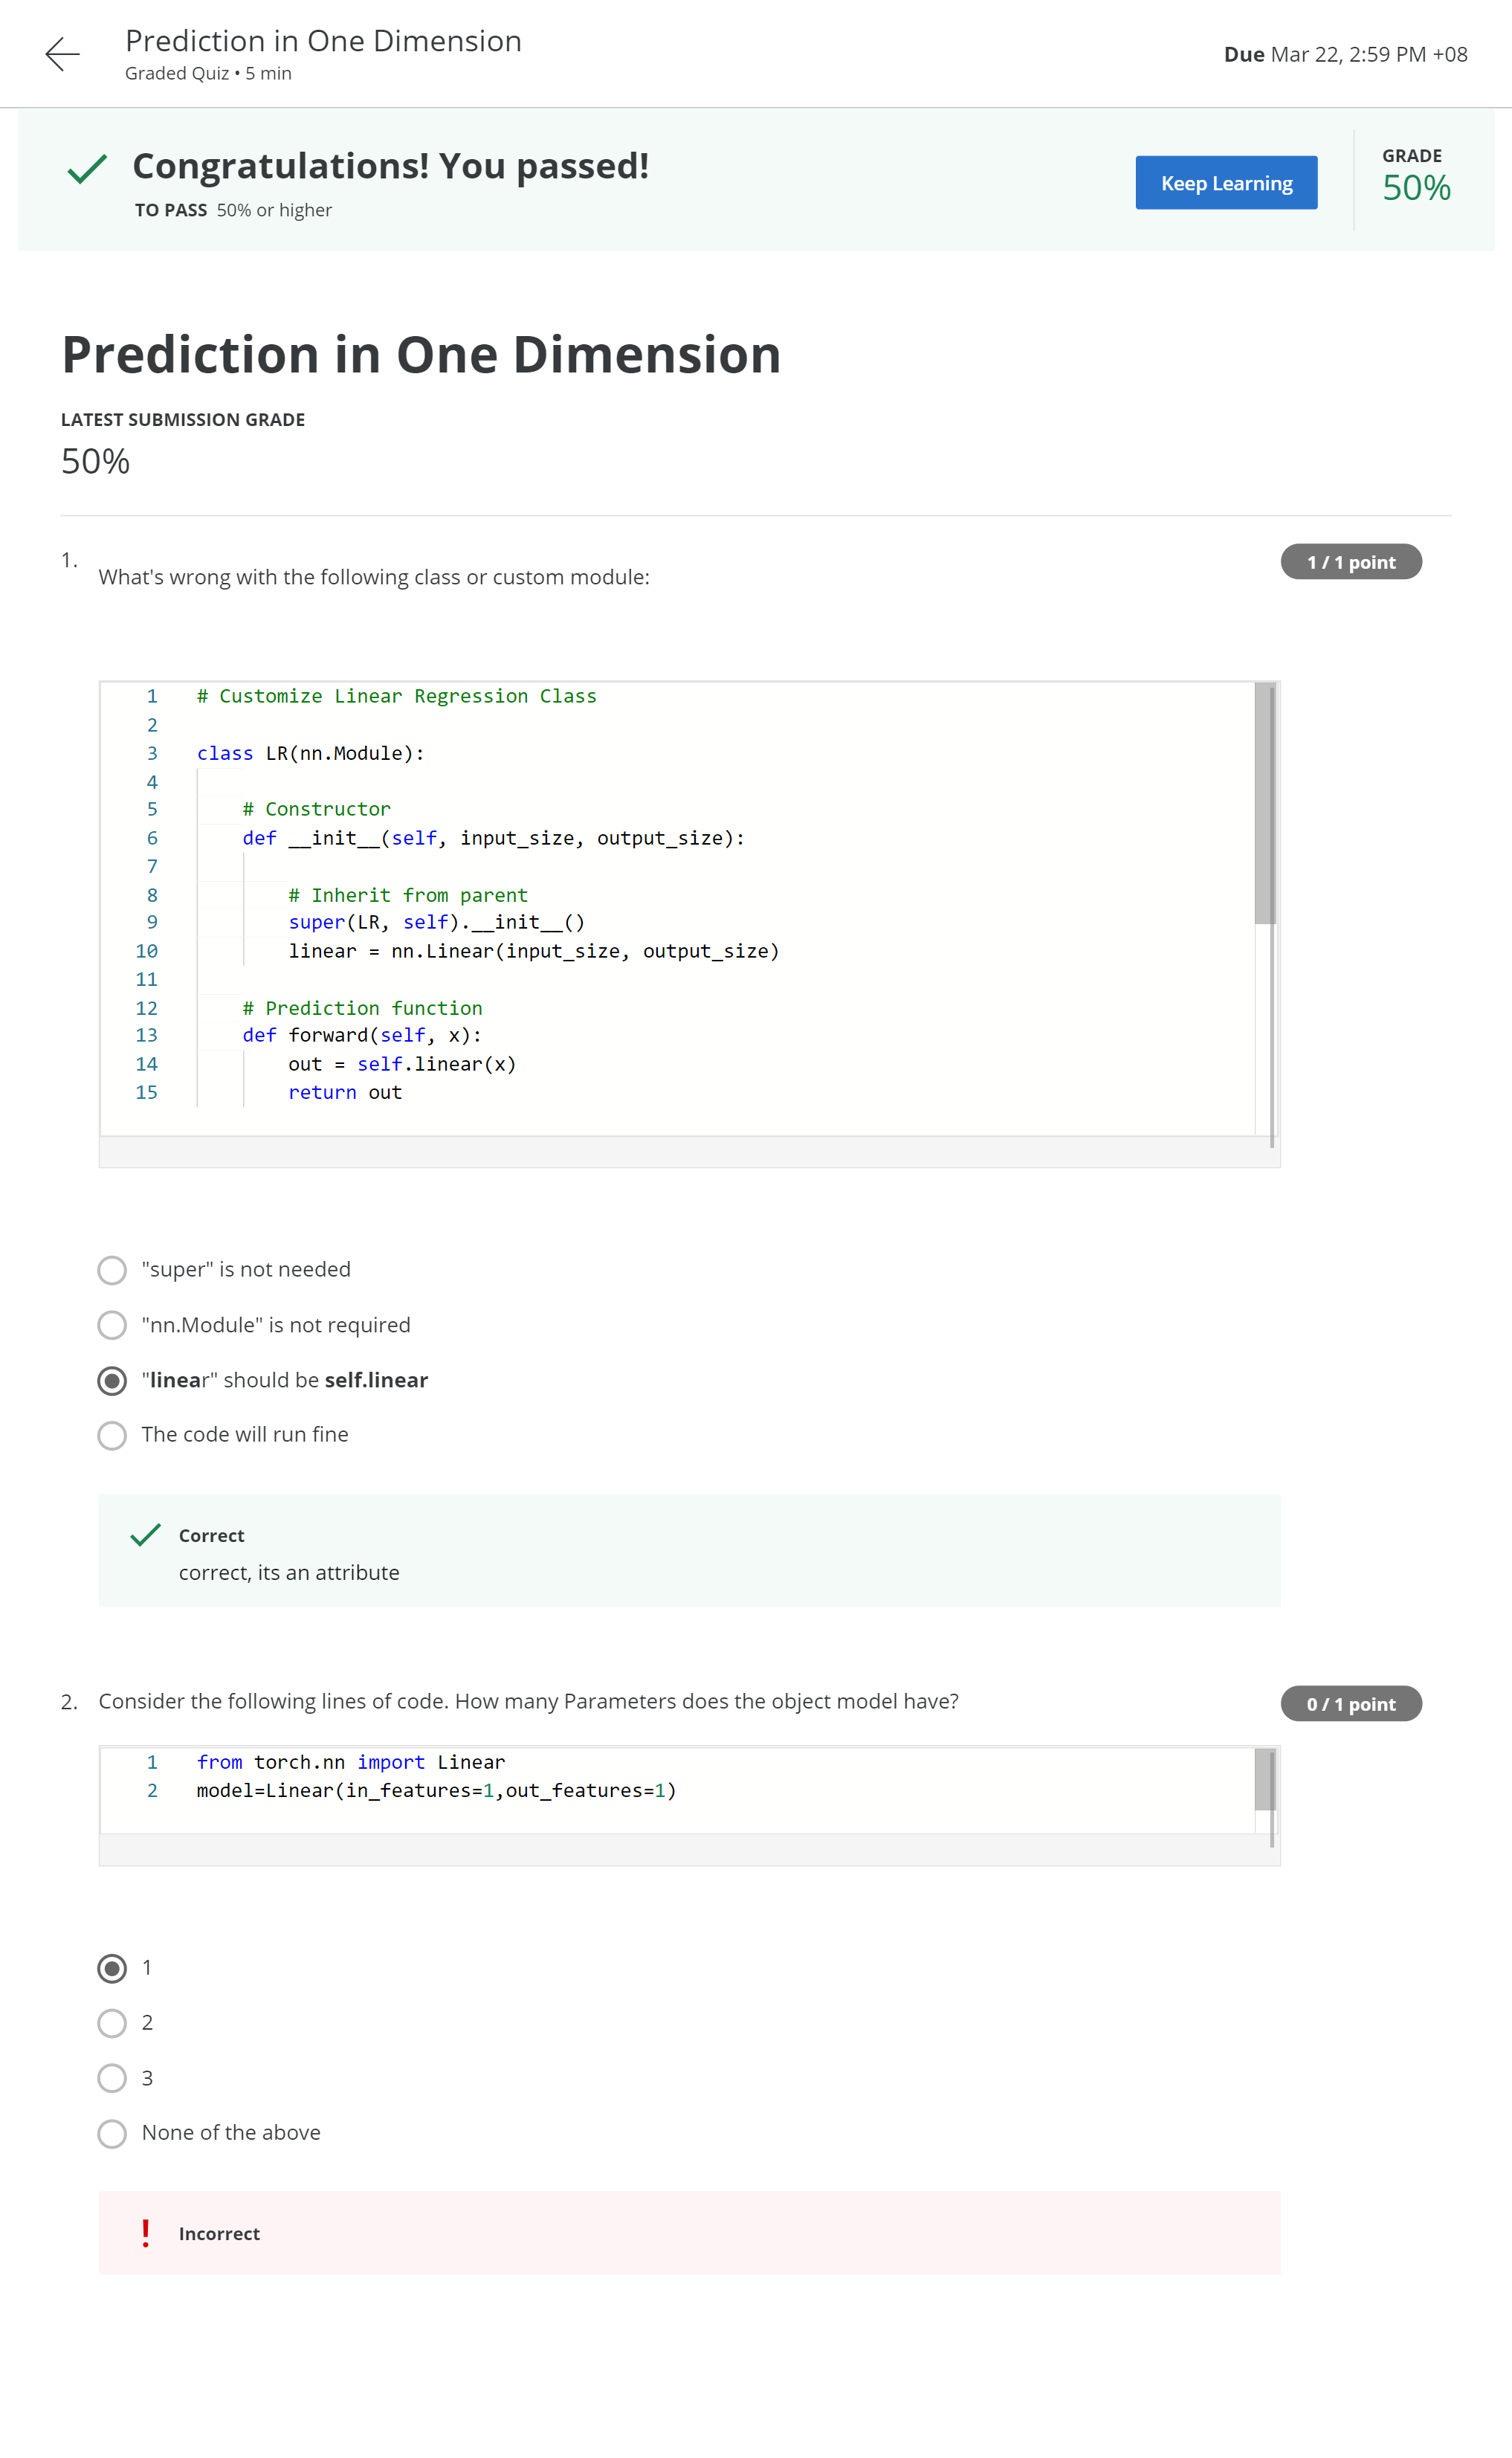 Prediction in One Dimension
Graded Quiz • 5 min
Due Mar 22, 2:59 PM +08
Congratulations! You passed!
TO PASS 50% or higher
Keep Learning
GRADE
50%
Prediction in One Dimension
LATEST SUBMISSION GRADE
50%
1.
What's wrong with the following class or custom module:
1 / 1 point
1 # Customize Linear Regression Class
2
3 class LR(nn.Module):
4
5     # Constructor
6     def __init__(self, input_size, output_size):
7
8         # Inherit from parent
9         super(LR, self).__init__()
10         linear = nn.Linear(input_size, output_size)
11
12     # Prediction function
13     def forward(self, x):
14         out = self.linear(x)
15         return out
"super" is not needed
"nn.Module" is not required
"linear" should be self.linear
The code will run fine
Correct
correct, its an attribute
2. Consider the following lines of code. How many Parameters does the object model have?
0 / 1 point
1 from torch.nn import Linear
2 model=Linear(in_features=1,out_features=1)
1
2
3
None of the above
! Incorrect